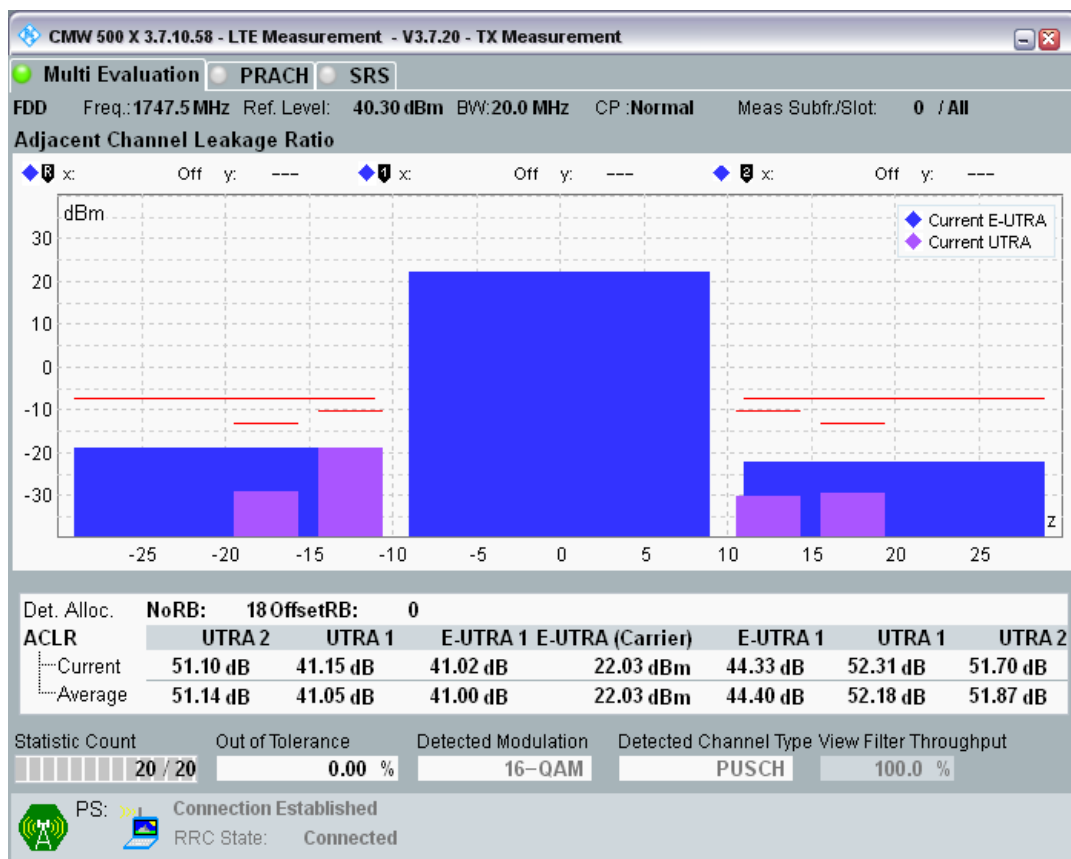 CMW 500 X 3.7.10.58 - LTE Measurement - V3.7.20 - TX Measurement
Multi Evaluation PRACH SRS
FDD Freq.: 1747.5 MHz Ref. Level: 40.30 dBm BW: 20.0 MHz CP : Normal Meas Subfr./Slot: 0 / All
Adjacent Channel Leakage Ratio
R x: Off y: --- 1 x: Off y: --- 2 x: Off y: ---
dBm
Current E-UTRA
Current UTRA
30
20
10
0
-10
-20
-30
z
-25 -20 -15 -10 -5 0 5 10 15 20 25
Det. Alloc. NoRB: 18 OffsetRB: 0
ACLR UTRA 2 UTRA 1 E-UTRA 1 E-UTRA (Carrier) E-UTRA 1 UTRA 1 UTRA 2
Current 51.10 dB 41.15 dB 41.02 dB 22.03 dBm 44.33 dB 52.31 dB 51.70 dB
Average 51.14 dB 41.05 dB 41.00 dB 22.03 dBm 44.40 dB 52.18 dB 51.87 dB
Statistic Count Out of Tolerance Detected Modulation Detected Channel Type View Filter Throughput
20 / 20 0.00 % 16-QAM PUSCH 100.0 %
PS: Connection Established
RRC State: Connected